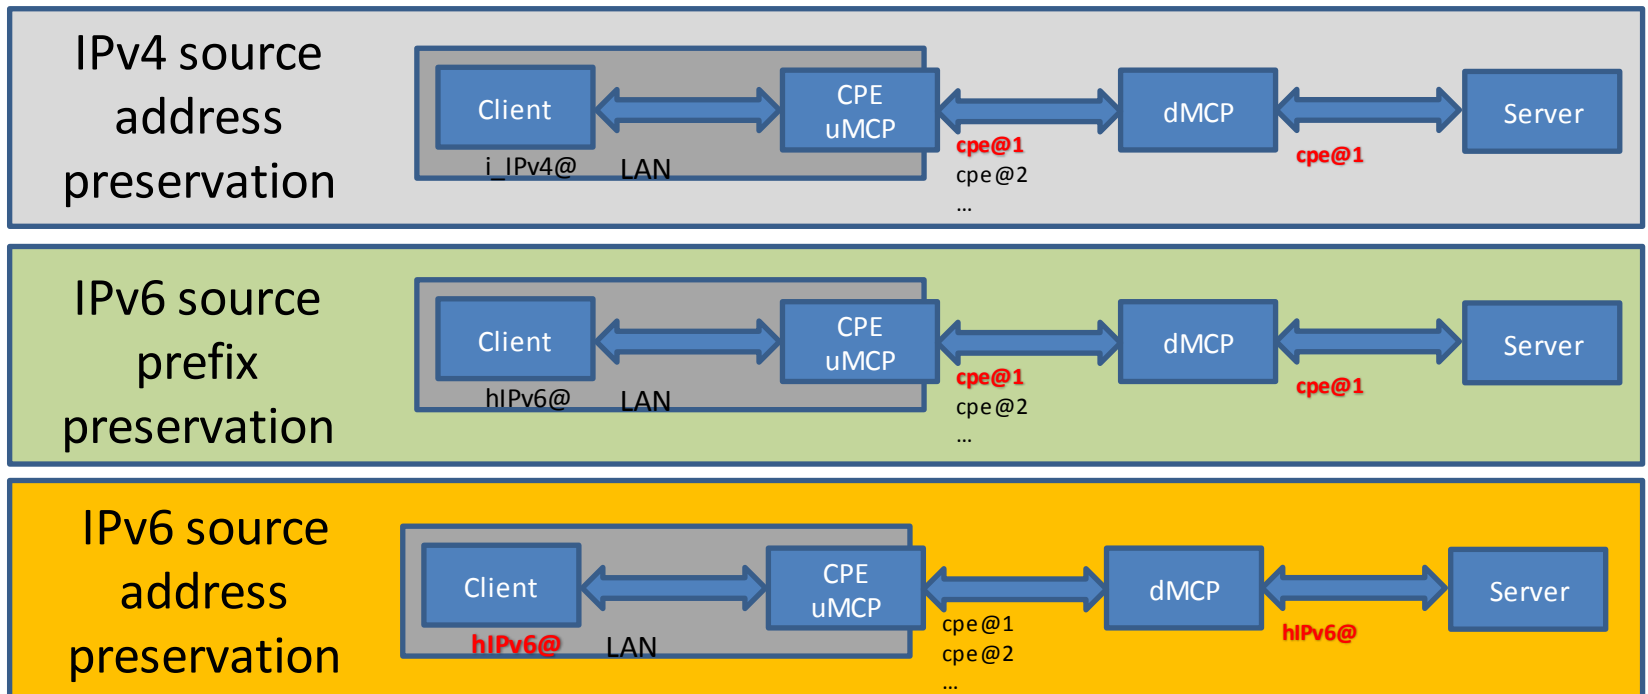 IPv4 source
address
preservation
Client
CPE
uMCP
dMCP
Server
i_IPv4@
LAN
cpe@1
cpe@2
...
cpe@1
IPv6 source
prefix
preservation
Client
CPE
uMCP
dMCP
Server
hIPv6@
LAN
cpe@1
cpe@2
...
cpe@1
IPv6 source
address
preservation
Client
CPE
uMCP
dMCP
Server
hIPv6@
LAN
cpe@1
cpe@2
...
hIPv6@